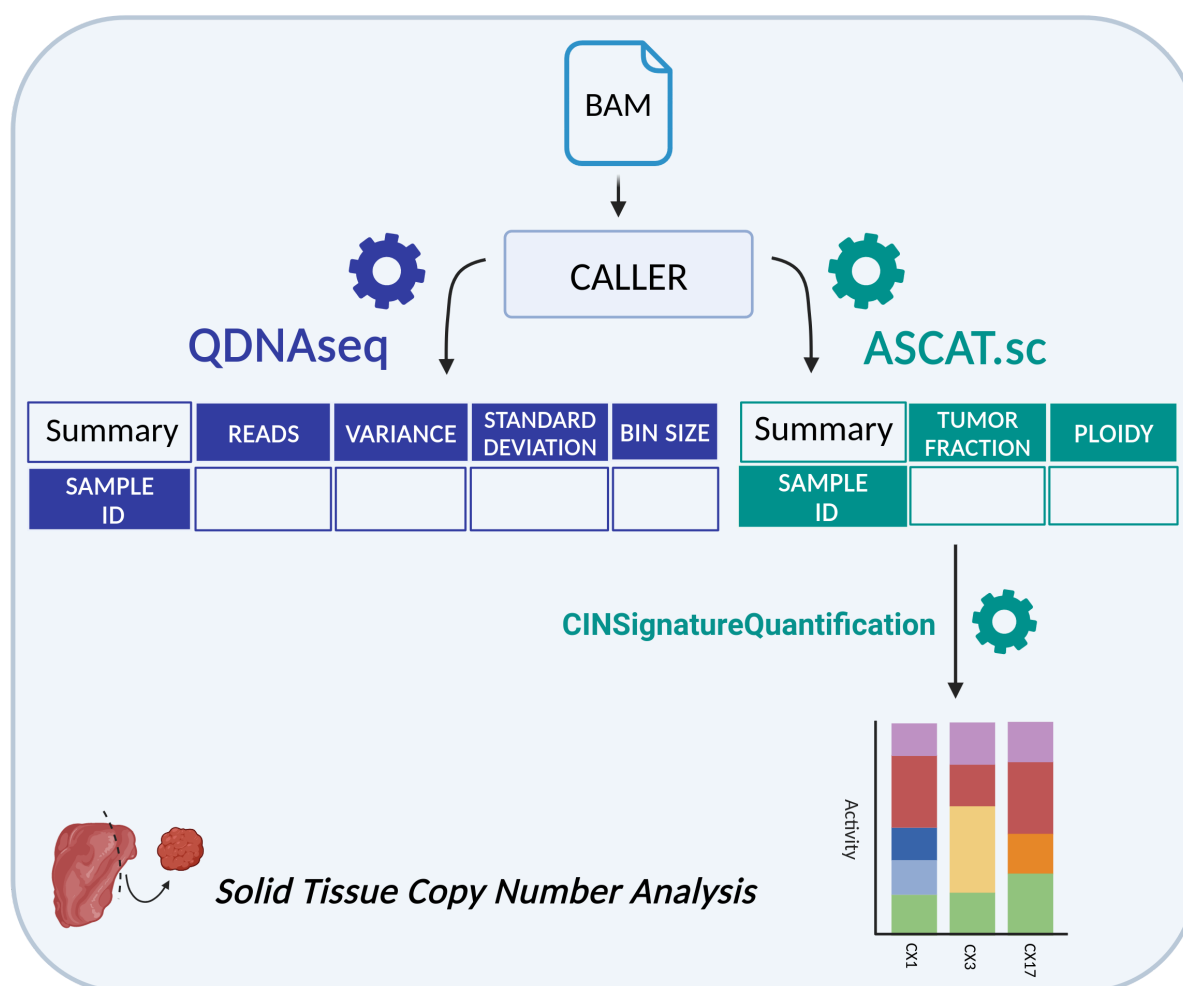 BAM
CALLER
QDNAseq
ASCAT.sc
Summary
READS
VARIANCE
STANDARD
DEVIATION
BIN SIZE
SAMPLE
ID
Summary
TUMOR
FRACTION
PLOIDY
SAMPLE
ID
CINSignatureQuantification
Activity
CX1
CX3
CX17
Solid Tissue Copy Number Analysis